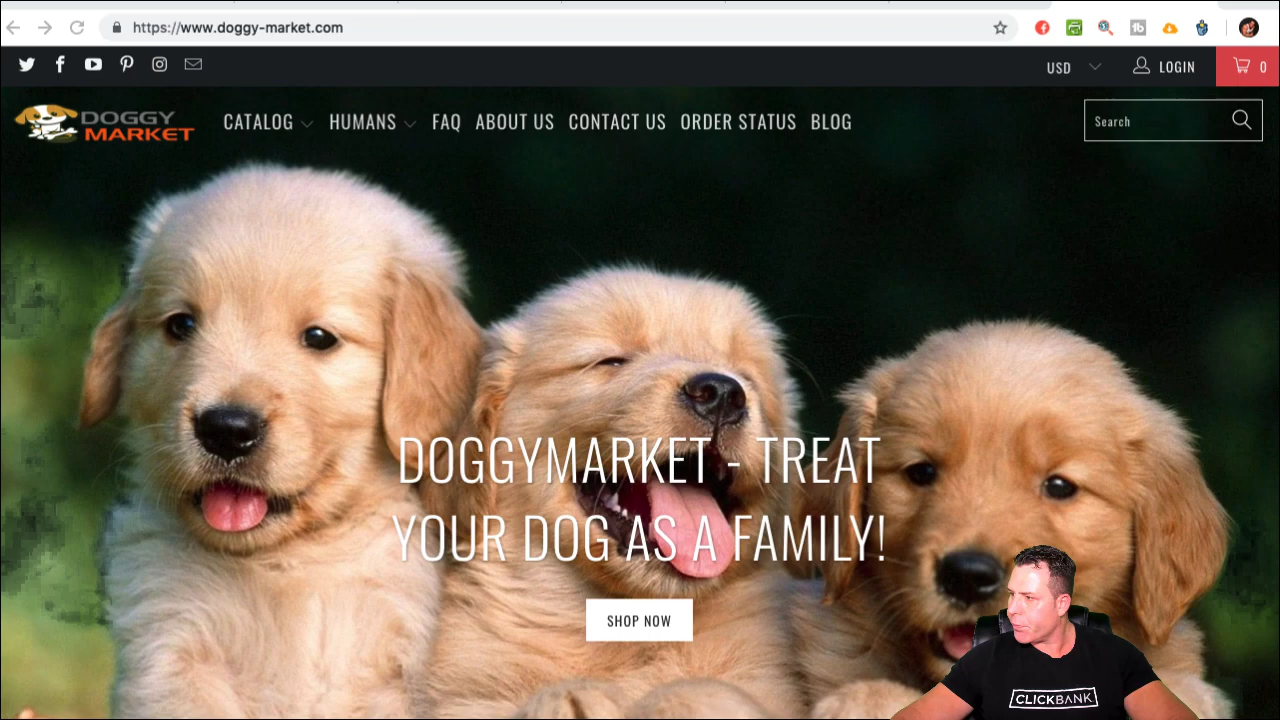 https://www.doggy-market.com
USD
LOGIN
0
DOGGY
MARKET
CATALOG
HUMANS
FAQ
ABOUT US
CONTACT US
ORDER STATUS
BLOG
Search
DOGGYMARKET - TREAT
YOUR DOG AS A FAMILY!
SHOP NOW
CLICKBANK